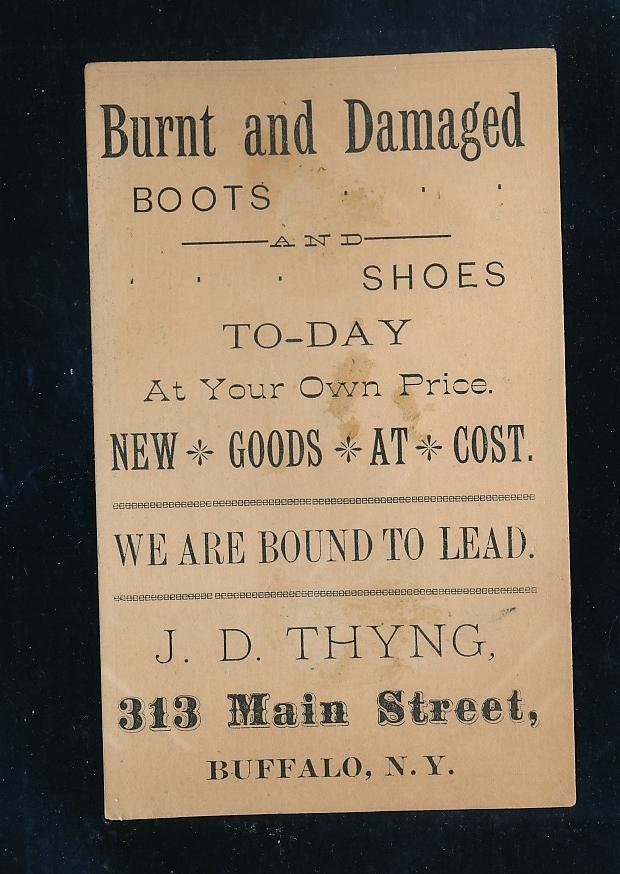 Burnt and Damaged
BOOTS
AND
SHOES
TO-DAY
At Your Own Price.
NEW * GOODS * AT * COST.
WE ARE BOUND TO LEAD.
J. D. THYNG,
313 Main Street,
BUFFALO, N. Y.